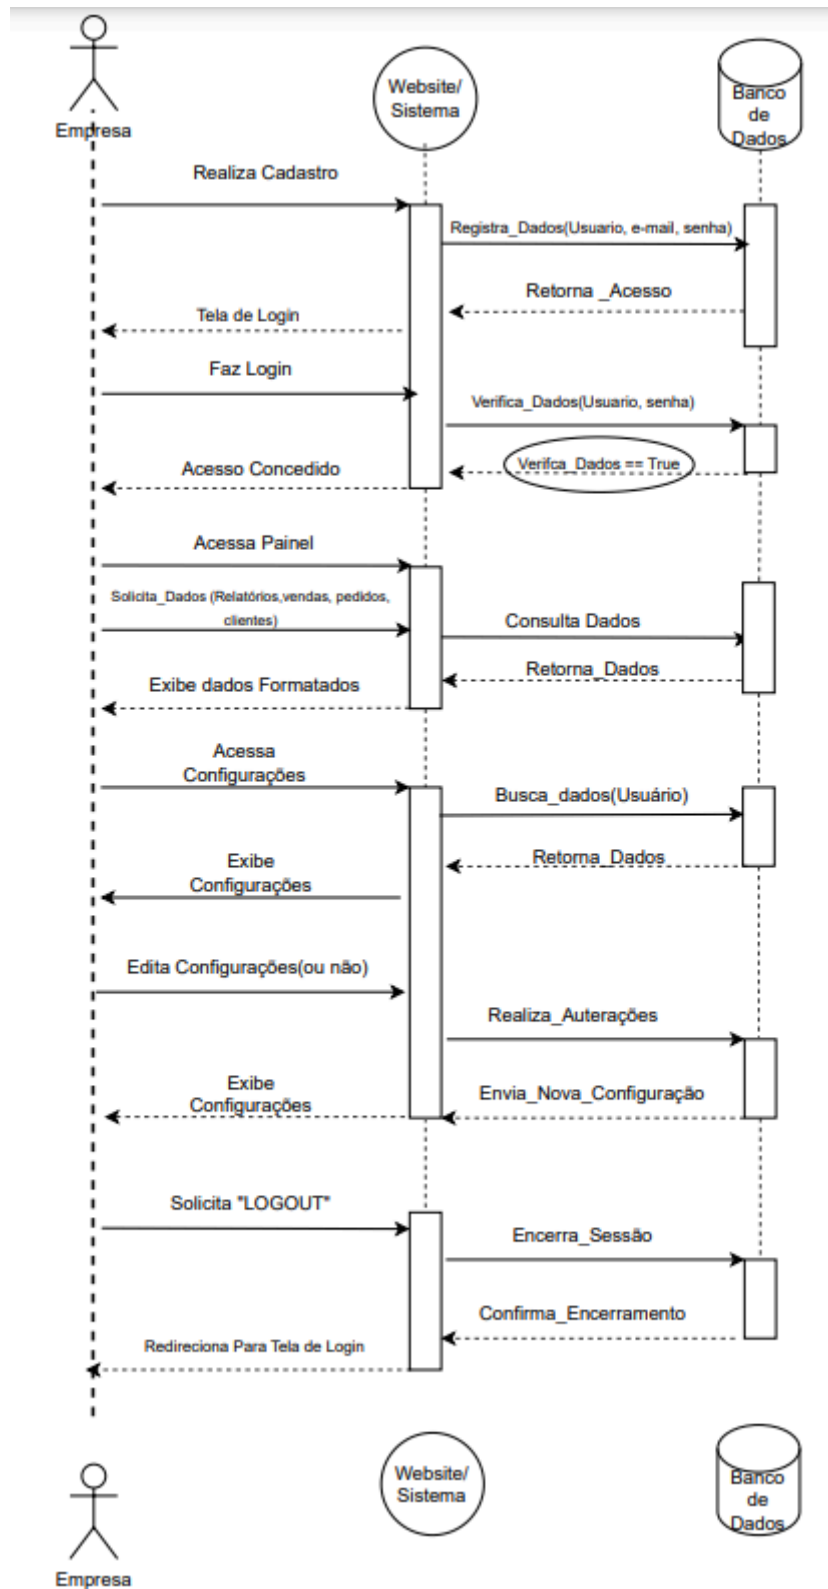 Empresa
Website/
Sistema
Banco
de
Dados
Realiza Cadastro
Registra_Dados(Usuario, e-mail, senha)
Retorna _Acesso
Tela de Login
Faz Login
Verifica_Dados(Usuario, senha)
Verifca_Dados == True
Acesso Concedido
Acessa Painel
Solicita_Dados (Relatórios,vendas, pedidos,
clientes)
Consulta Dados
Retorna_Dados
Exibe dados Formatados
Acessa
Configurações
Busca_dados(Usuário)
Retorna_Dados
Exibe
Configurações
Edita Configurações(ou não)
Realiza_Auterações
Envia_Nova_Configuração
Exibe
Configurações
Solicita "LOGOUT"
Encerra_Sessão
Confirma_Encerramento
Redireciona Para Tela de Login
Website/
Sistema
Banco
de
Dados
Empresa